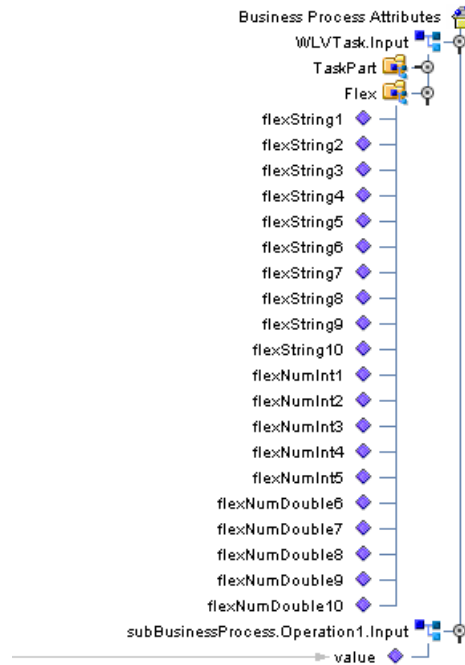 Business Process Attributes
WLVTask.Input
TaskPart
Flex
flexString1
flexString2
flexString3
flexString4
flexString5
flexString6
flexString7
flexString8
flexString9
flexString10
flexNumInt1
flexNumInt2
flexNumInt3
flexNumInt4
flexNumInt5
flexNumDouble6
flexNumDouble7
flexNumDouble8
flexNumDouble9
flexNumDouble10
subBusinessProcess.Operation1.Input
value